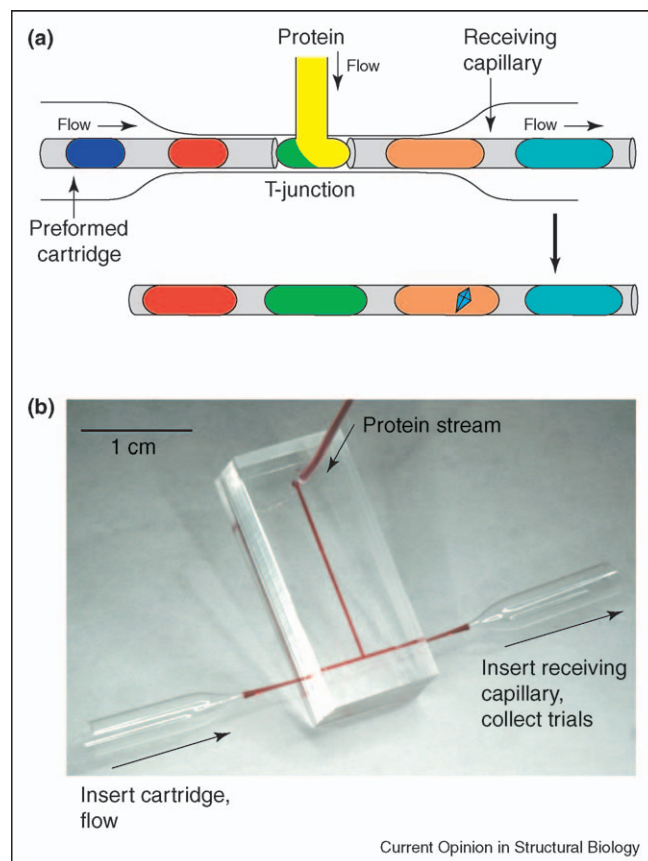 (a)
Protein
Flow
Receiving
capillary
Flow
Flow
T-junction
Preformed
cartridge
(b)
1 cm
Protein stream
Insert receiving
capillary,
collect trials
Insert cartridge,
flow
Current Opinion in Structural Biology